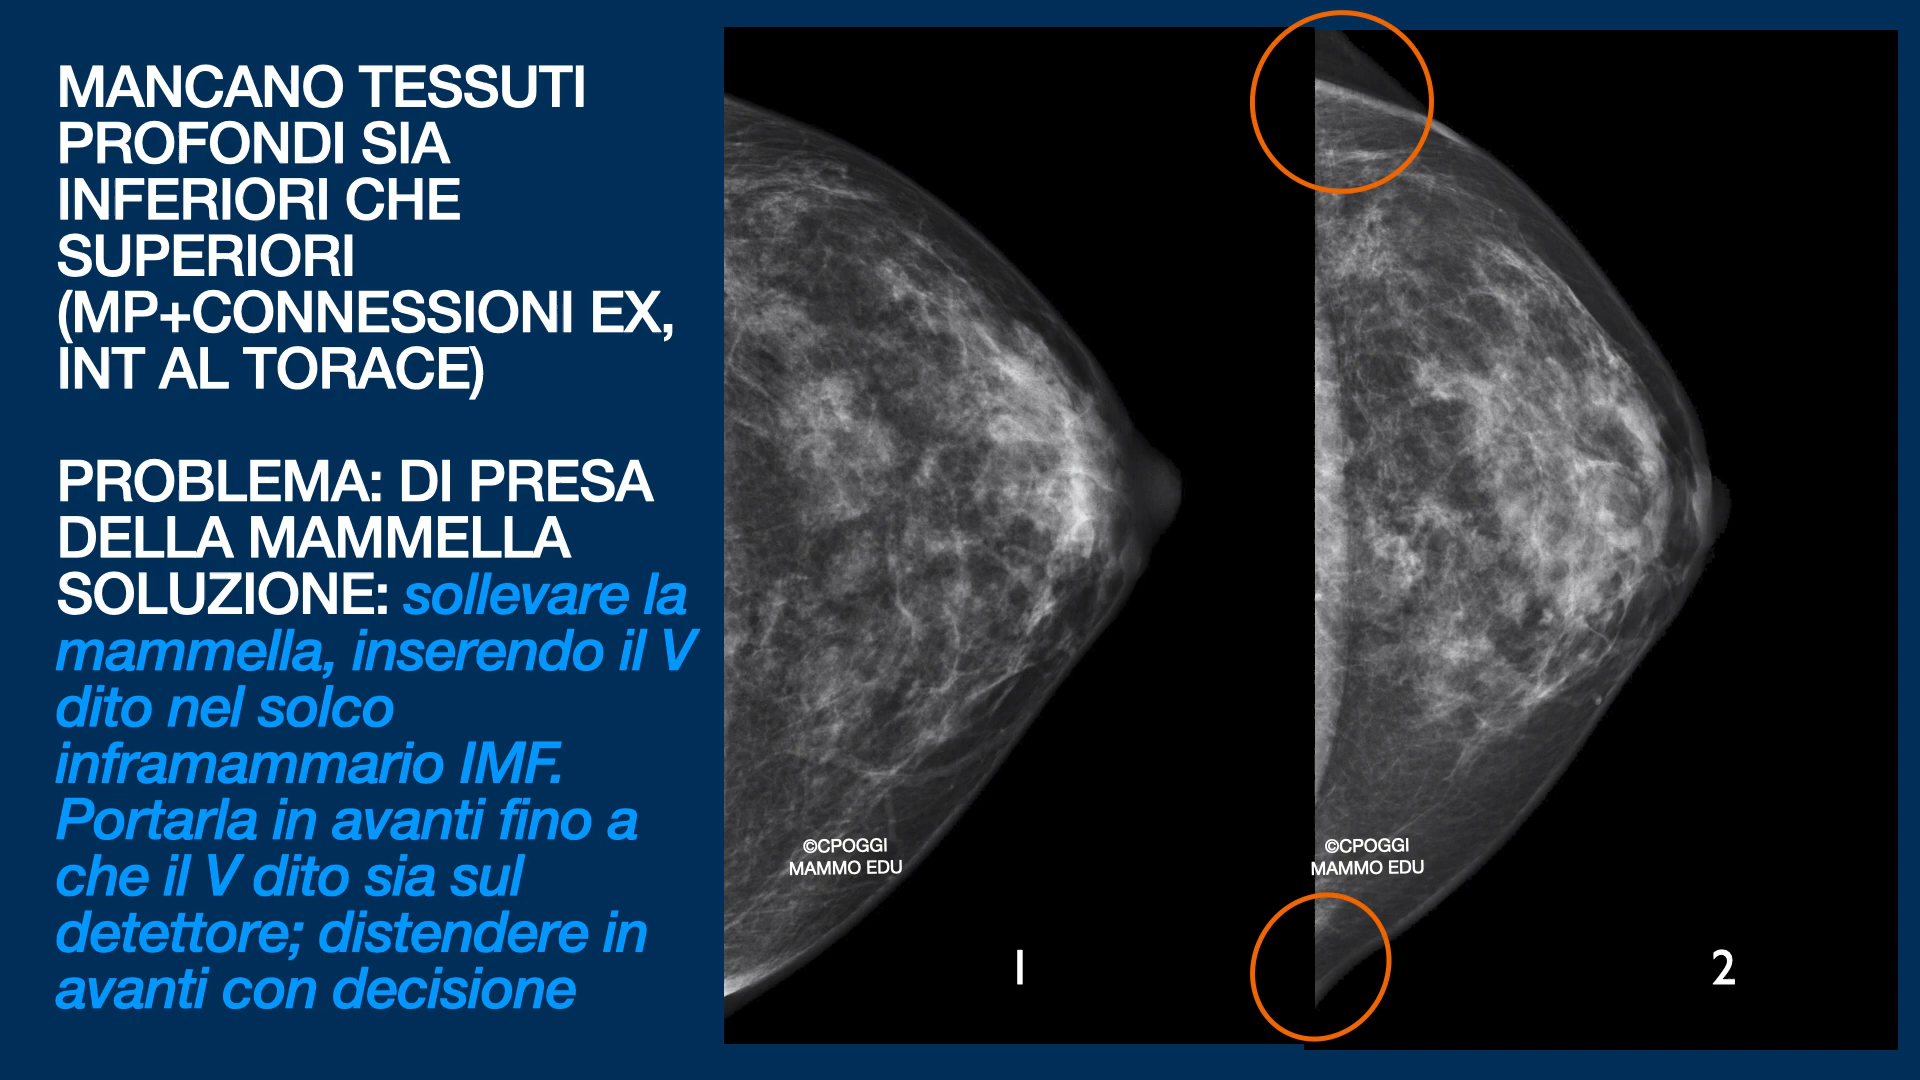 MANCANO TESSUTI
PROFONDI SIA
INFERIORI CHE
SUPERIORI
(MP+CONNESSIONI EX,
INT AL TORACE)
PROBLEMA: DI PRESA
DELLA MAMMELLA
SOLUZIONE: sollevare la
mammella, inserendo il V
dito nel solco
inframammario IMF.
Portarla in avanti fino a
che il V dito sia sul
detettore; distendere in
avanti con decisione
©CPOGGI
MAMMO EDU
1
©CPOGGI
MAMMO EDU
2